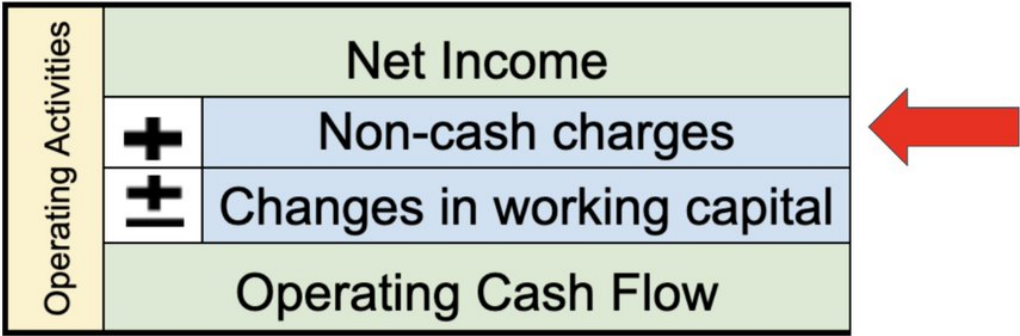 Operating Activities
Net Income
+ Non-cash charges
± Changes in working capital
Operating Cash Flow